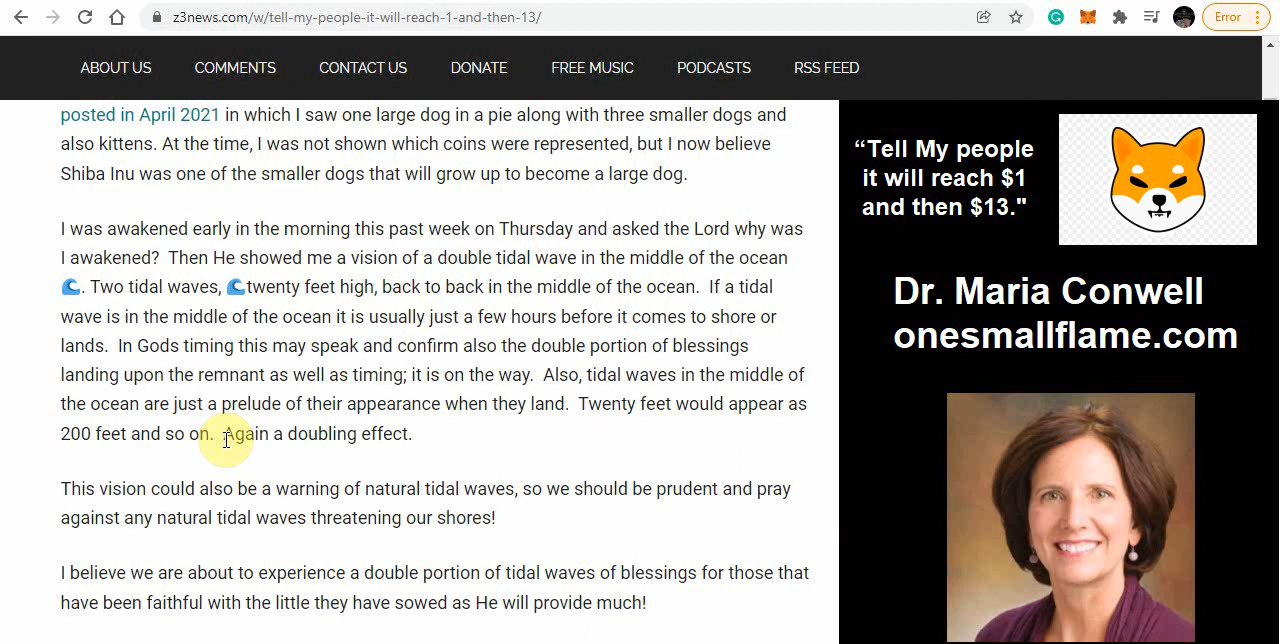 z3news.com/w/tell-my-people-it-will-reach-1-and-then-13/
Error
ABOUT US COMMENTS CONTACT US DONATE FREE MUSIC PODCASTS RSS FEED
posted in April 2021 in which I saw one large dog in a pie along with three smaller dogs and
also kittens. At the time, I was not shown which coins were represented, but I now believe
Shiba Inu was one of the smaller dogs that will grow up to become a large dog.
I was awakened early in the morning this past week on Thursday and asked the Lord why was
I awakened?  Then He showed me a vision of a double tidal wave in the middle of the ocean
🌊. Two tidal waves, 🌊twenty feet high, back to back in the middle of the ocean.  If a tidal
wave is in the middle of the ocean it is usually just a few hours before it comes to shore or
lands.  In Gods timing this may speak and confirm also the double portion of blessings
landing upon the remnant as well as timing; it is on the way.  Also, tidal waves in the middle of
the ocean are just a prelude of their appearance when they land.  Twenty feet would appear as
200 feet and so on.  Again a doubling effect.
This vision could also be a warning of natural tidal waves, so we should be prudent and pray
against any natural tidal waves threatening our shores!
I believe we are about to experience a double portion of tidal waves of blessings for those that
have been faithful with the little they have sowed as He will provide much!
“Tell My people
it will reach $1
and then $13."
Dr. Maria Conwell
onesmallflame.com